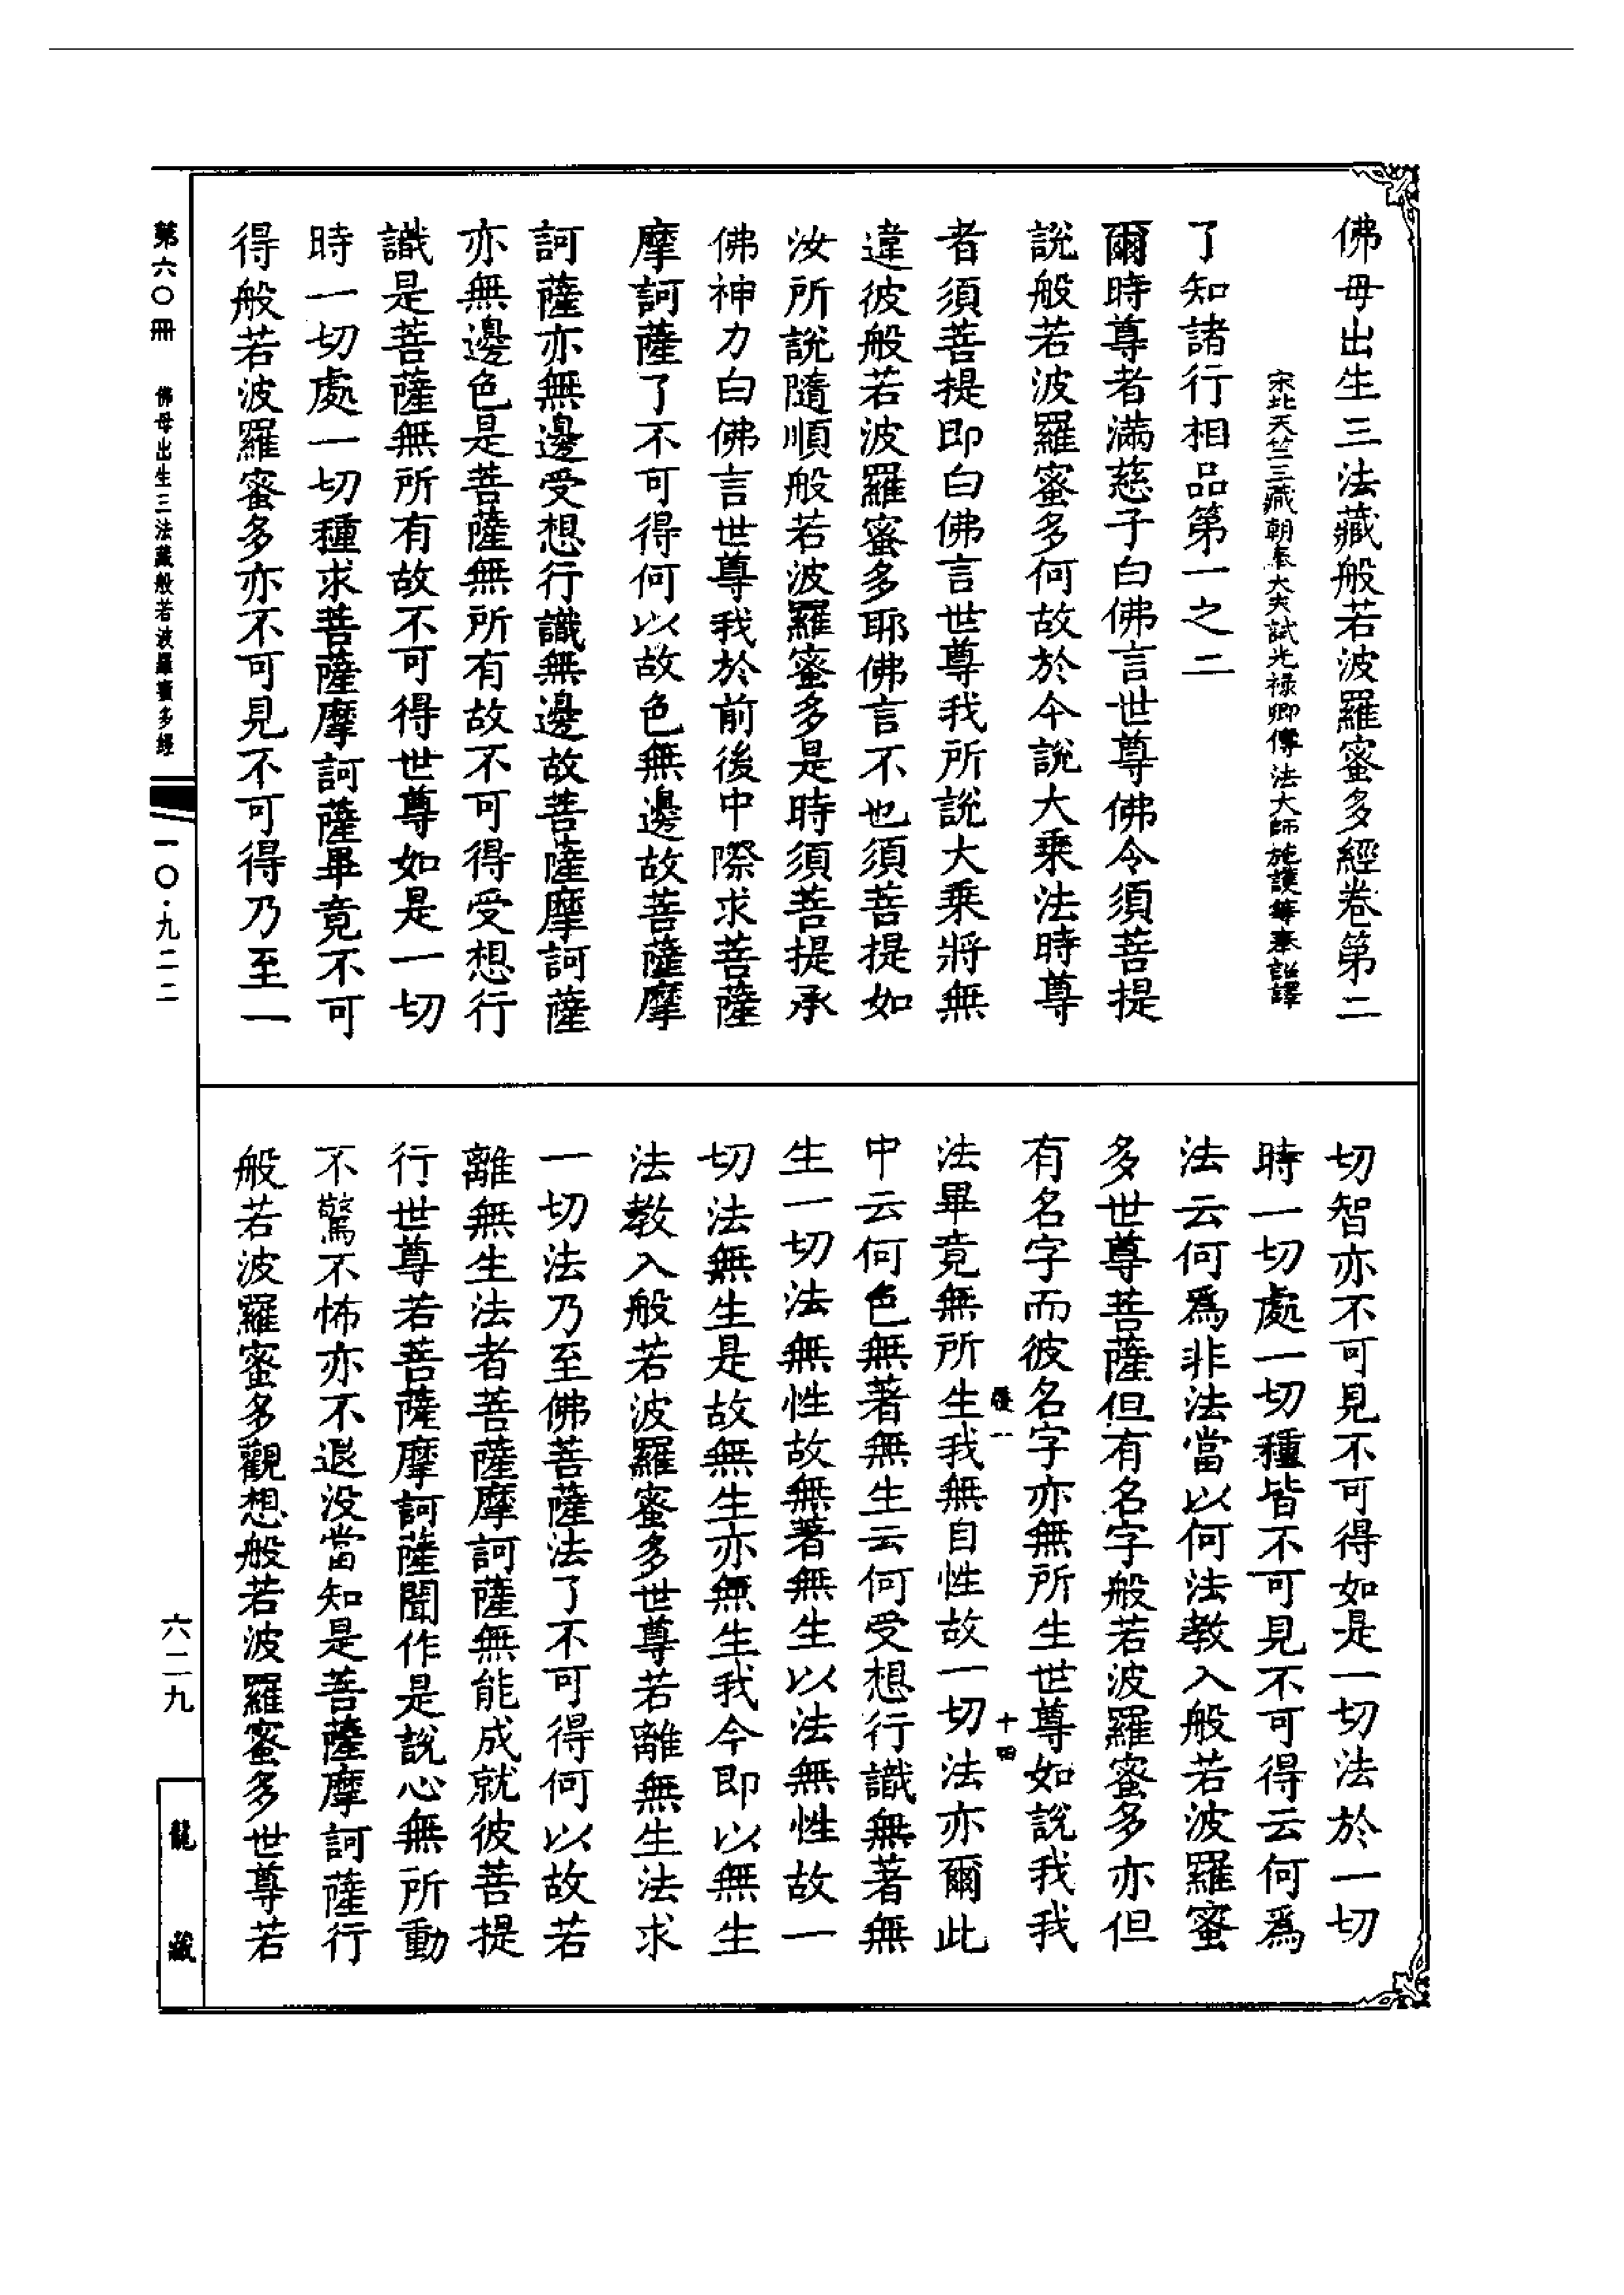 佛母出生三法藏般若波羅蜜多經卷第二
宋北天竺三藏朝奉大夫試光祿卿傳法大師施護等奉詔譯
了知諸行相品第一之二
爾時尊者滿慈子白佛言世尊佛令須菩提
說般若波羅蜜多何故於今說大乘法時尊
者須菩提即白佛言世尊我所說大乘將無
違彼般若波羅蜜多耶佛言不也須菩提如
汝所說隨順般若波羅蜜多是時須菩提承
佛神力白佛言世尊我於前後中際求菩薩
摩訶薩了不可得何以故色無邊故菩薩摩
訶薩亦無邊受想行識無邊故菩薩摩訶薩
亦無邊色是菩薩無所有故不可得受想行
識是菩薩無所有故不可得世尊如是一切
時一切處一切種求菩薩摩訶薩畢竟不可
得般若波羅蜜多亦不可見不可得乃至一
切智亦不可見不可得如是一切法於一切
時一切處一切種皆不可見不可得云何為
法云何為非法當以何法教入般若波羅蜜
多世尊菩薩但有名字般若波羅蜜多亦但
有名字而彼名字亦無所生世尊如說我我
發一 十四
法畢竟無所生我無自性故一切法亦爾此
中云何色無著無生云何受想行識無著無
生一切法無性故無著無生以法無性故一
切法無生是故無生亦無生我今即以無生
法教入般若波羅蜜多世尊若離無生法求
一切法乃至佛菩薩法了不可得何以故若
離無生法者菩薩摩訶薩無能成就彼菩提
行世尊若菩薩摩訶薩聞作是說心無所動
不驚不怖亦不退没當知是菩薩摩訶薩行
般若波羅蜜多觀想般若波羅蜜多世尊若
第六〇冊 佛母出生三法藏般若波羅蜜多經 一〇·九二二
六二九
龍藏